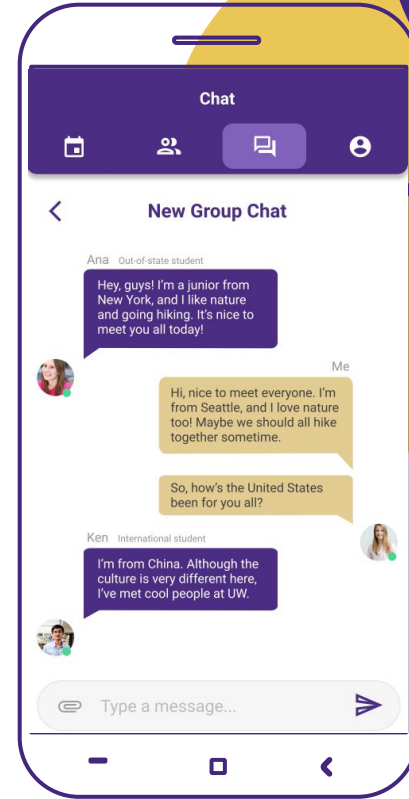 Chat
New Group Chat
Ana Out-of-state student
Hey, guys! I'm a junior from
New York, and I like nature
and going hiking. It's nice to
meet you all today!
Me
Hi, nice to meet everyone. I'm
from Seattle, and I love nature
too! Maybe we should all hike
together sometime.
So, how's the United States
been for you all?
Ken International student
I'm from China. Although the
culture is very different here,
I've met cool people at UW.
Type a message...